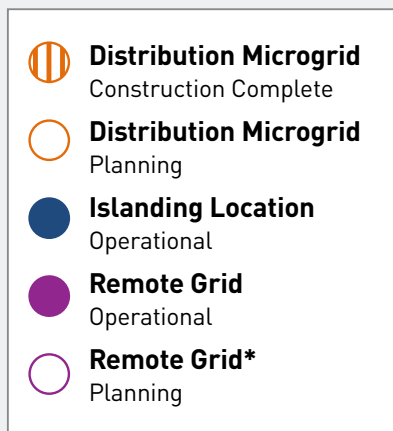 Distribution Microgrid
Construction Complete
Distribution Microgrid
Planning
Islanding Location
Operational
Remote Grid
Operational
Remote Grid*
Planning